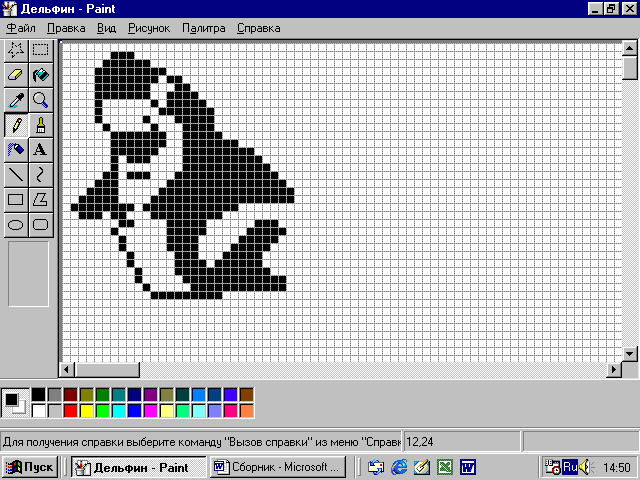 Дельфин - Paint
Файл Правка Вид Рисунок Палитра Справка
A
Для получения справки выберите команду "Вызов справки" из меню "Справк
12,24
Пуск
Дельфин - Paint
Сборник - Microsoft ...
Ru
14:50